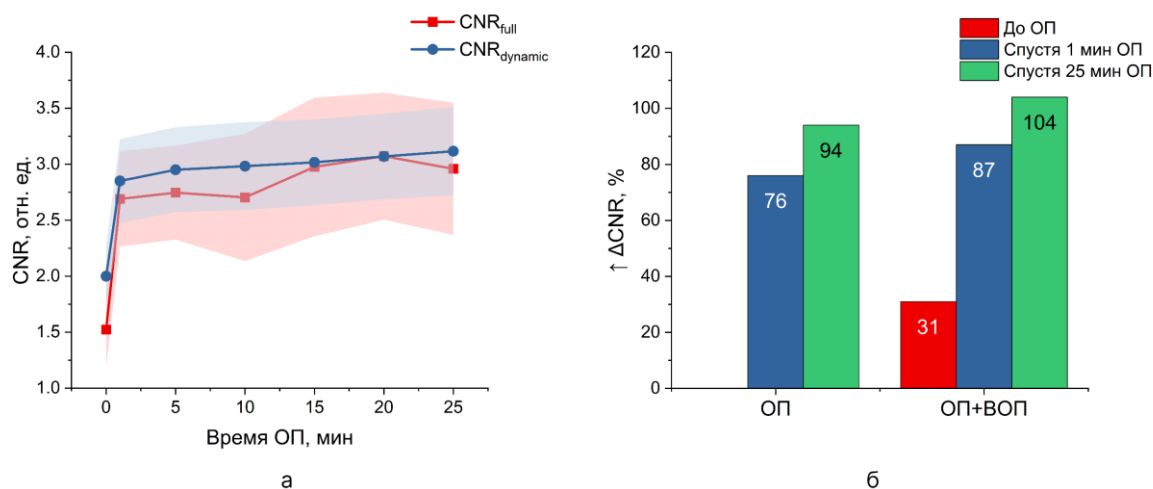 CNRfull
CNRdynamic
4.0
3.5
3.0
2.5
2.0
1.5
1.0
CNR, отн. ед.
0 5 10 15 20 25
Время ОП, мин
а
До ОП
Спустя 1 мин ОП
Спустя 25 мин ОП
120
100
80
60
40
20
0
↑ ΔCNR, %
76
94
31
87
104
ОП ОП+ВОП
б